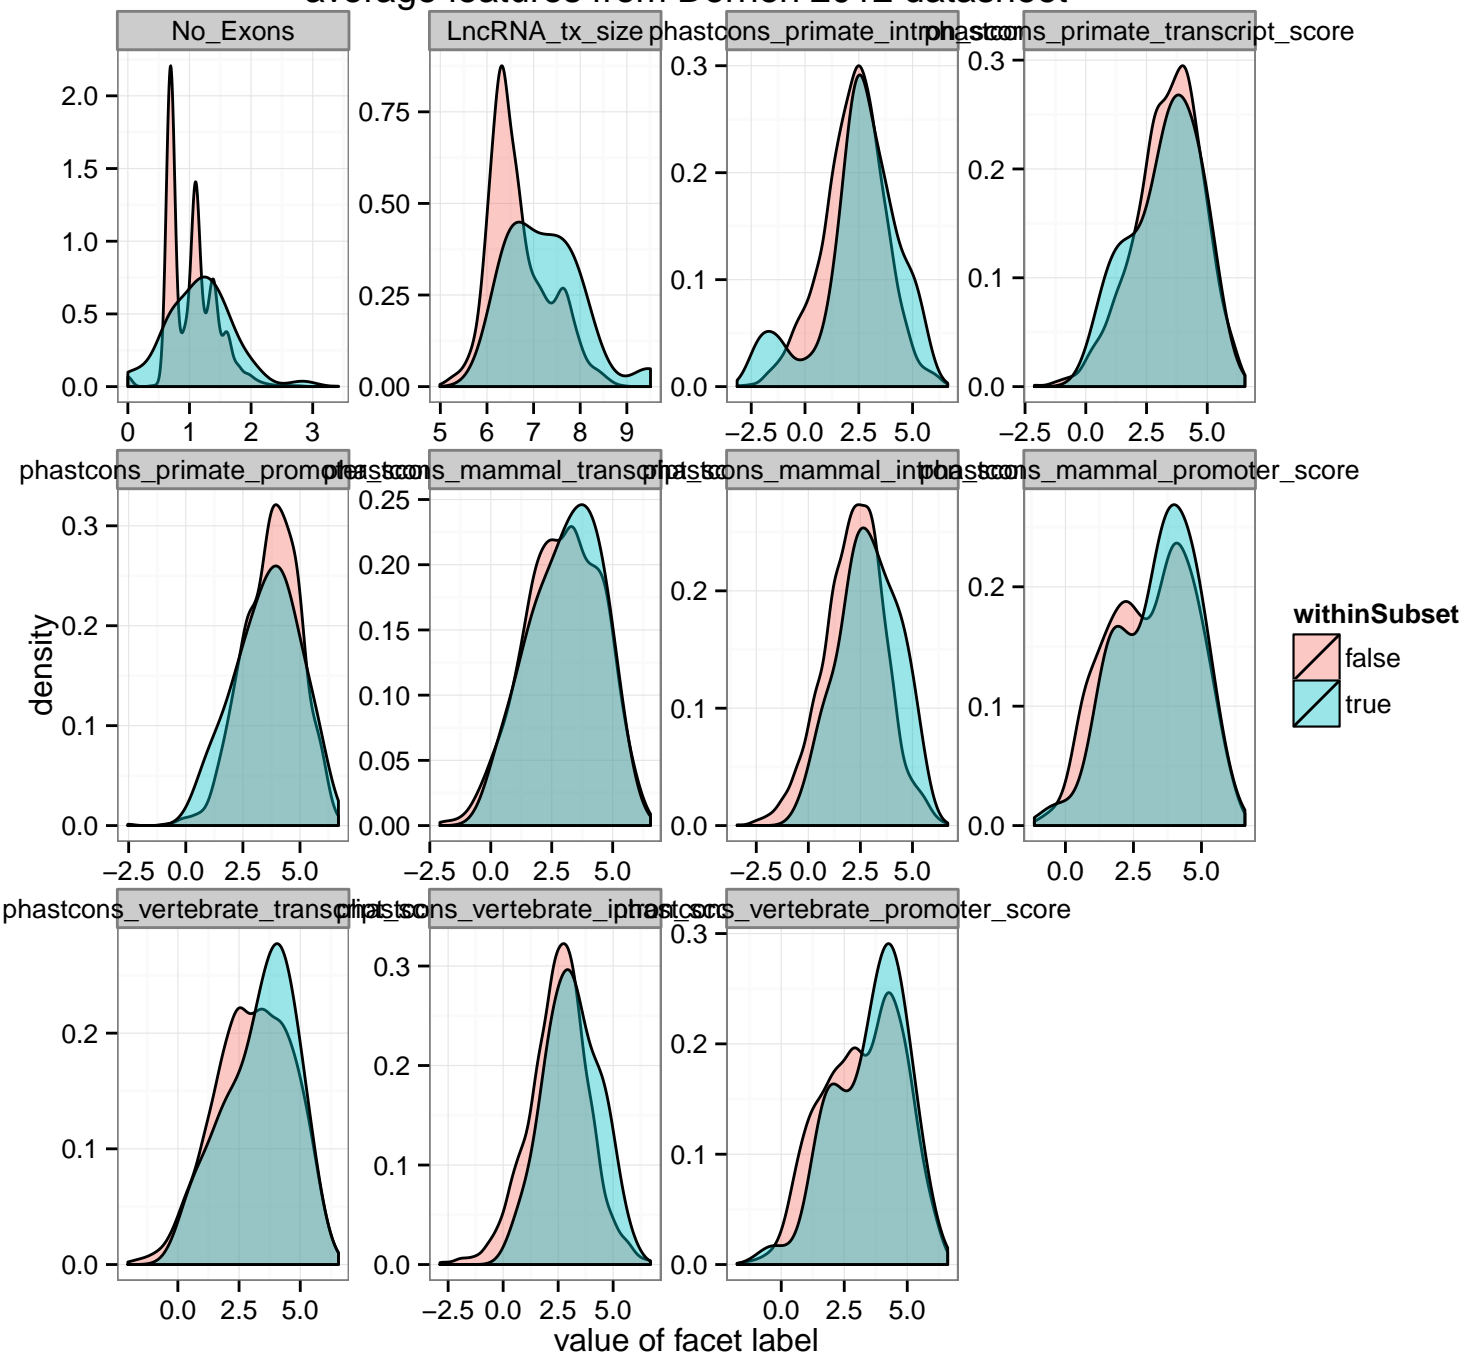 average features from Derrien 2012 datasheet
No_Exons
LncRNA_tx_size
phastcons_primate_intron_score
phastcons_primate_transcript_score
2.0
1.5
1.0
0.5
0.0
0 1 2 3
0.75
0.50
0.25
0.00
5 6 7 8 9
0.3
0.2
0.1
0.0
−2.5 0.0 2.5 5.0
0.3
0.2
0.1
0.0
−2.5 0.0 2.5 5.0
phastcons_primate_promoter_score
phastcons_mammal_transcript_score
phastcons_mammal_intron_score
phastcons_mammal_promoter_score
0.3
0.2
0.1
0.0
−2.5 0.0 2.5 5.0
0.25
0.20
0.15
0.10
0.05
0.00
−2.5 0.0 2.5 5.0
0.2
0.1
0.0
−2.5 0.0 2.5 5.0
0.2
0.1
0.0
0.0 2.5 5.0
phastcons_vertebrate_transcript_score
phastcons_vertebrate_intron_score
phastcons_vertebrate_promoter_score
0.2
0.1
0.0
0.0 2.5 5.0
0.3
0.2
0.1
0.0
−2.5 0.0 2.5 5.0
0.3
0.2
0.1
0.0
0.0 2.5 5.0
density
value of facet label
withinSubset
false
true